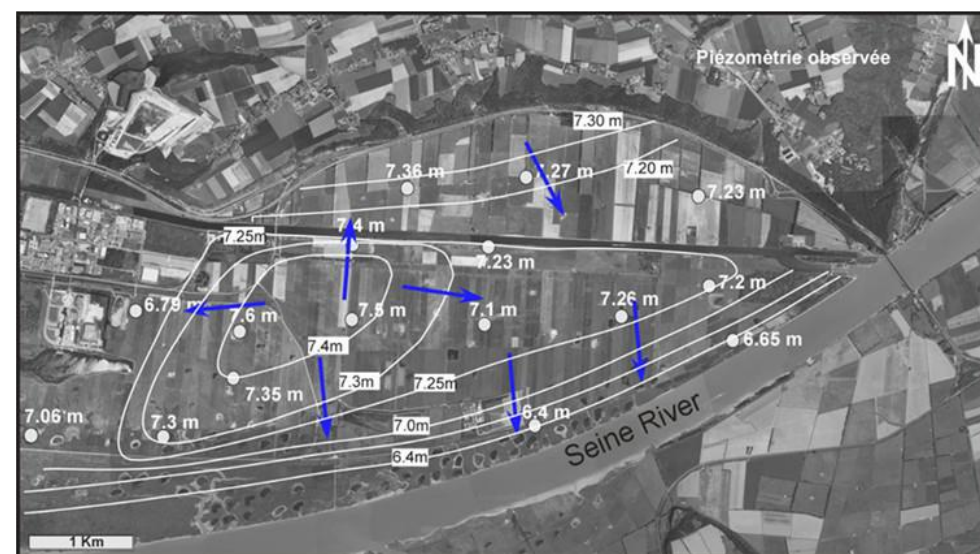 Piézomètrie observée
N
7.30 m
7.36 m
7.27 m
7.20 m
7.23 m
7.4 m
7.25m
7.23 m
7.2 m
6.79 m
7.6 m
7.5 m
7.1 m
7.26 m
6.65 m
7.4m
7.35 m
7.3m
7.25m
7.06 m
7.3 m
7.0m
6.4 m
6.4m
Seine River
1 Km